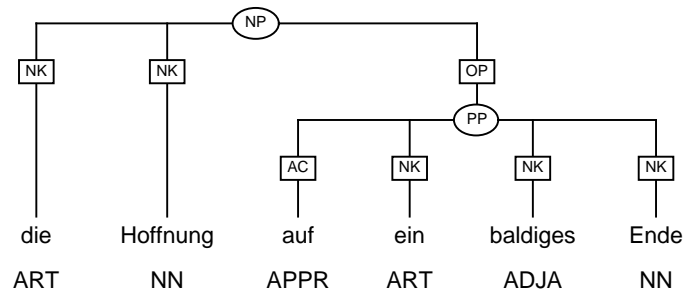 NP
NK NK OP
PP
AC NK NK NK
die Hoffnung auf ein baldiges Ende
ART NN APPR ART ADJA NN